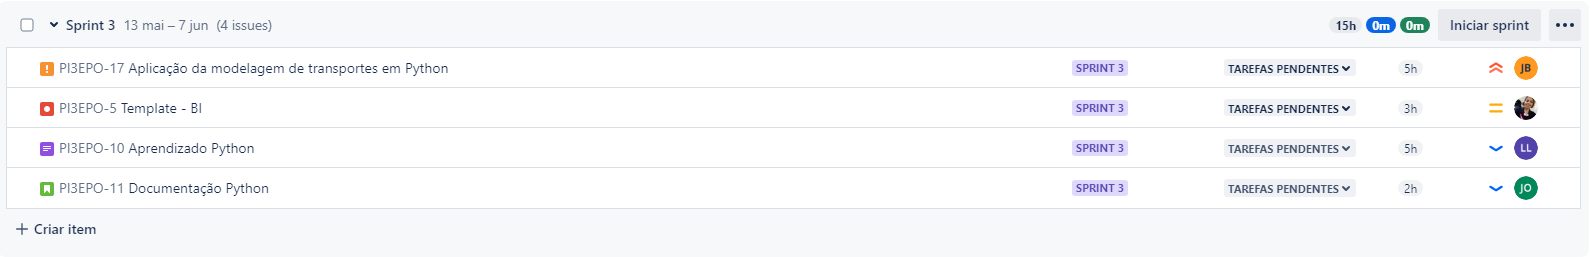 Sprint 3 13 mai – 7 jun (4 issues) 15h 0m 0m Iniciar sprint
PI3EPO-17 Aplicação da modelagem de transportes em Python SPRINT 3 TAREFAS PENDENTES 5h JB
PI3EPO-5 Template - BI SPRINT 3 TAREFAS PENDENTES 3h
PI3EPO-10 Aprendizado Python SPRINT 3 TAREFAS PENDENTES 5h LL
PI3EPO-11 Documentação Python SPRINT 3 TAREFAS PENDENTES 2h JO
+ Criar item